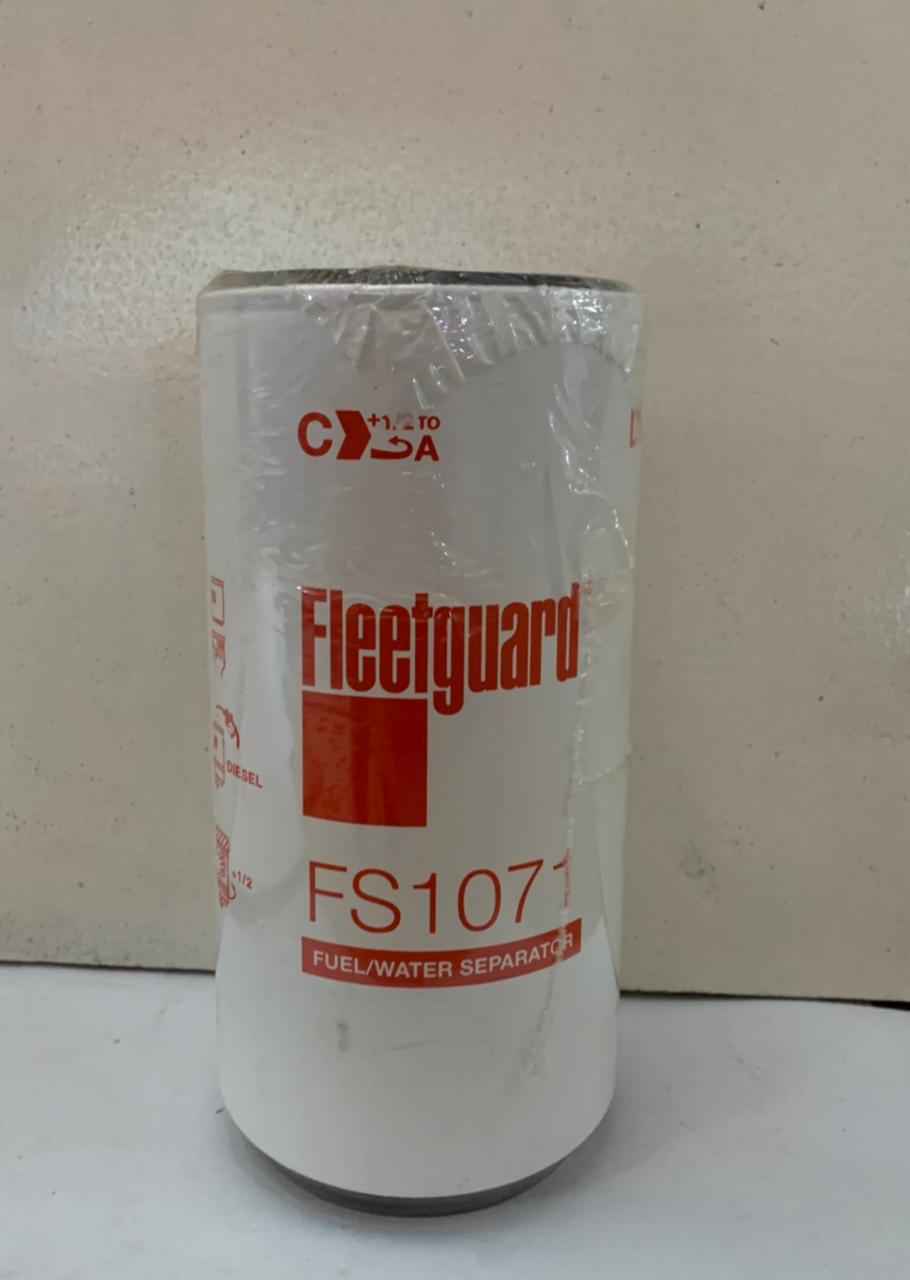 C +1/2 TO
A
Fleetguard
DIESEL
FS1071
+1/2
FUEL/WATER SEPARATOR